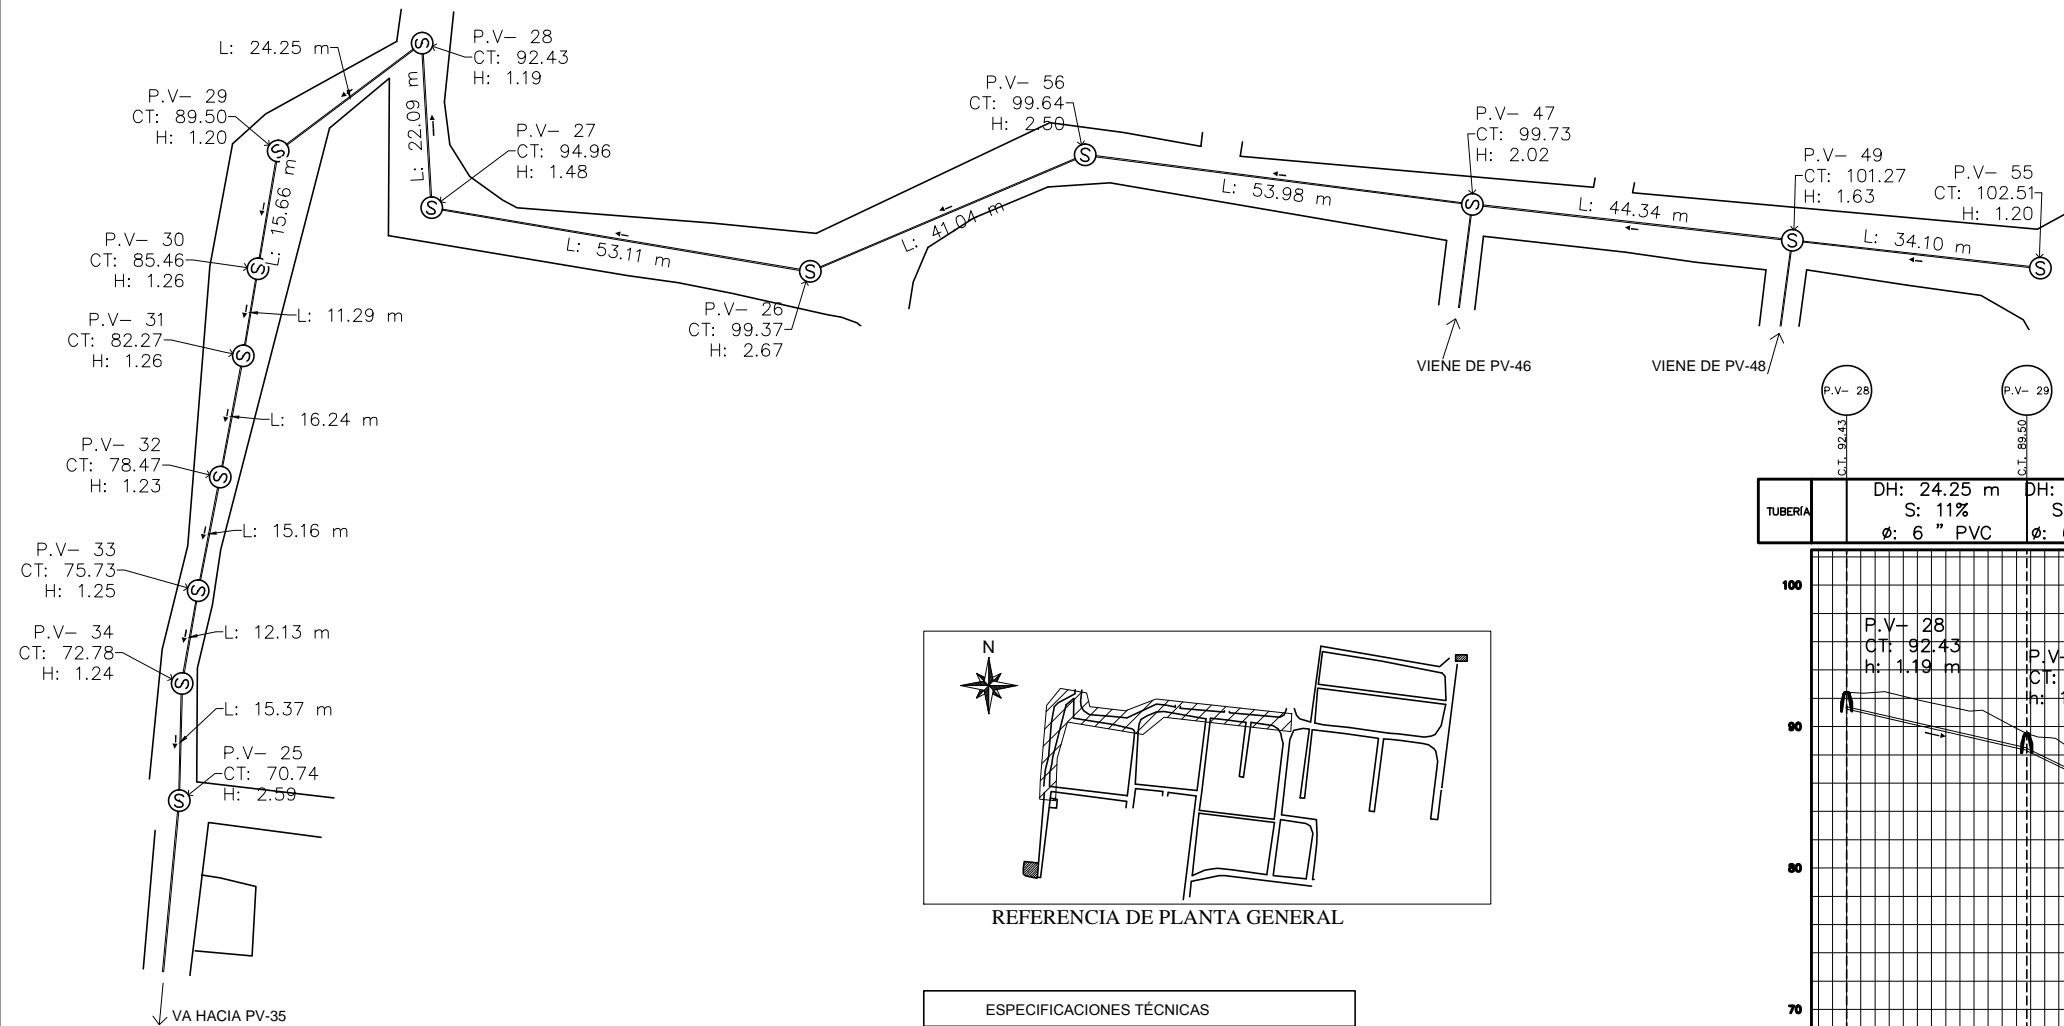 L: 24.25 m
P.V- 28
CT: 92.43
H: 1.19
P.V- 29
CT: 89.50
H: 1.20
L: 22.09 m
P.V- 27
CT: 94.96
H: 1.48
P.V- 56
CT: 99.64
H: 2.50
P.V- 47
CT: 99.73
H: 2.02
P.V- 49
CT: 101.27
H: 1.63
P.V- 55
CT: 102.51
H: 1.20
L: 15.66 m
L: 53.11 m
L: 41.04 m
L: 53.98 m
L: 44.34 m
L: 34.10 m
P.V- 30
CT: 85.46
H: 1.26
L: 11.29 m
P.V- 31
CT: 82.27
H: 1.26
P.V- 26
CT: 99.37
H: 2.67
VIENE DE PV-46
VIENE DE PV-48
L: 16.24 m
P.V- 32
CT: 78.47
H: 1.23
L: 15.16 m
P.V- 33
CT: 75.73
H: 1.25
L: 12.13 m
P.V- 34
CT: 72.78
H: 1.24
L: 15.37 m
P.V- 25
CT: 70.74
H: 2.59
VA HACIA PV-35
S
S
S
S
S
S
S
S
S
S
S
S
S
S
P.V- 28
P.V- 29
C.T. 92.43
C.T. 89.50
TUBERÍA
DH: 24.25 m
S: 11%
ø: 6 " PVC
DH:
S
ø:
100
90
80
70
P.V- 28
CT: 92.43
h: 1.19 m
P.V-
CT:
h:
N
REFERENCIA DE PLANTA GENERAL
ESPECIFICACIONES TÉCNICAS